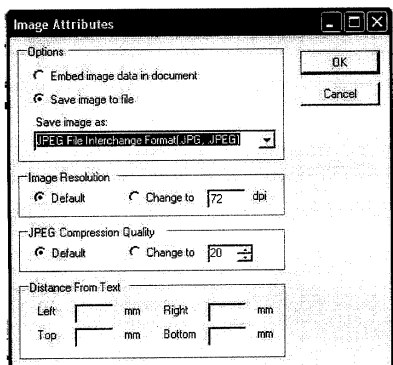 Image Attributes
Options
Embed image data in document
Save image to file
Save image as:
JPEG File Interchange Format(.JPG, .JPEG)
OK
Cancel
Image Resolution
Default Change to 72 dpi
JPEG Compression Quality
Default Change to 20
Distance From Text
Left mm Right mm
Top mm Bottom mm